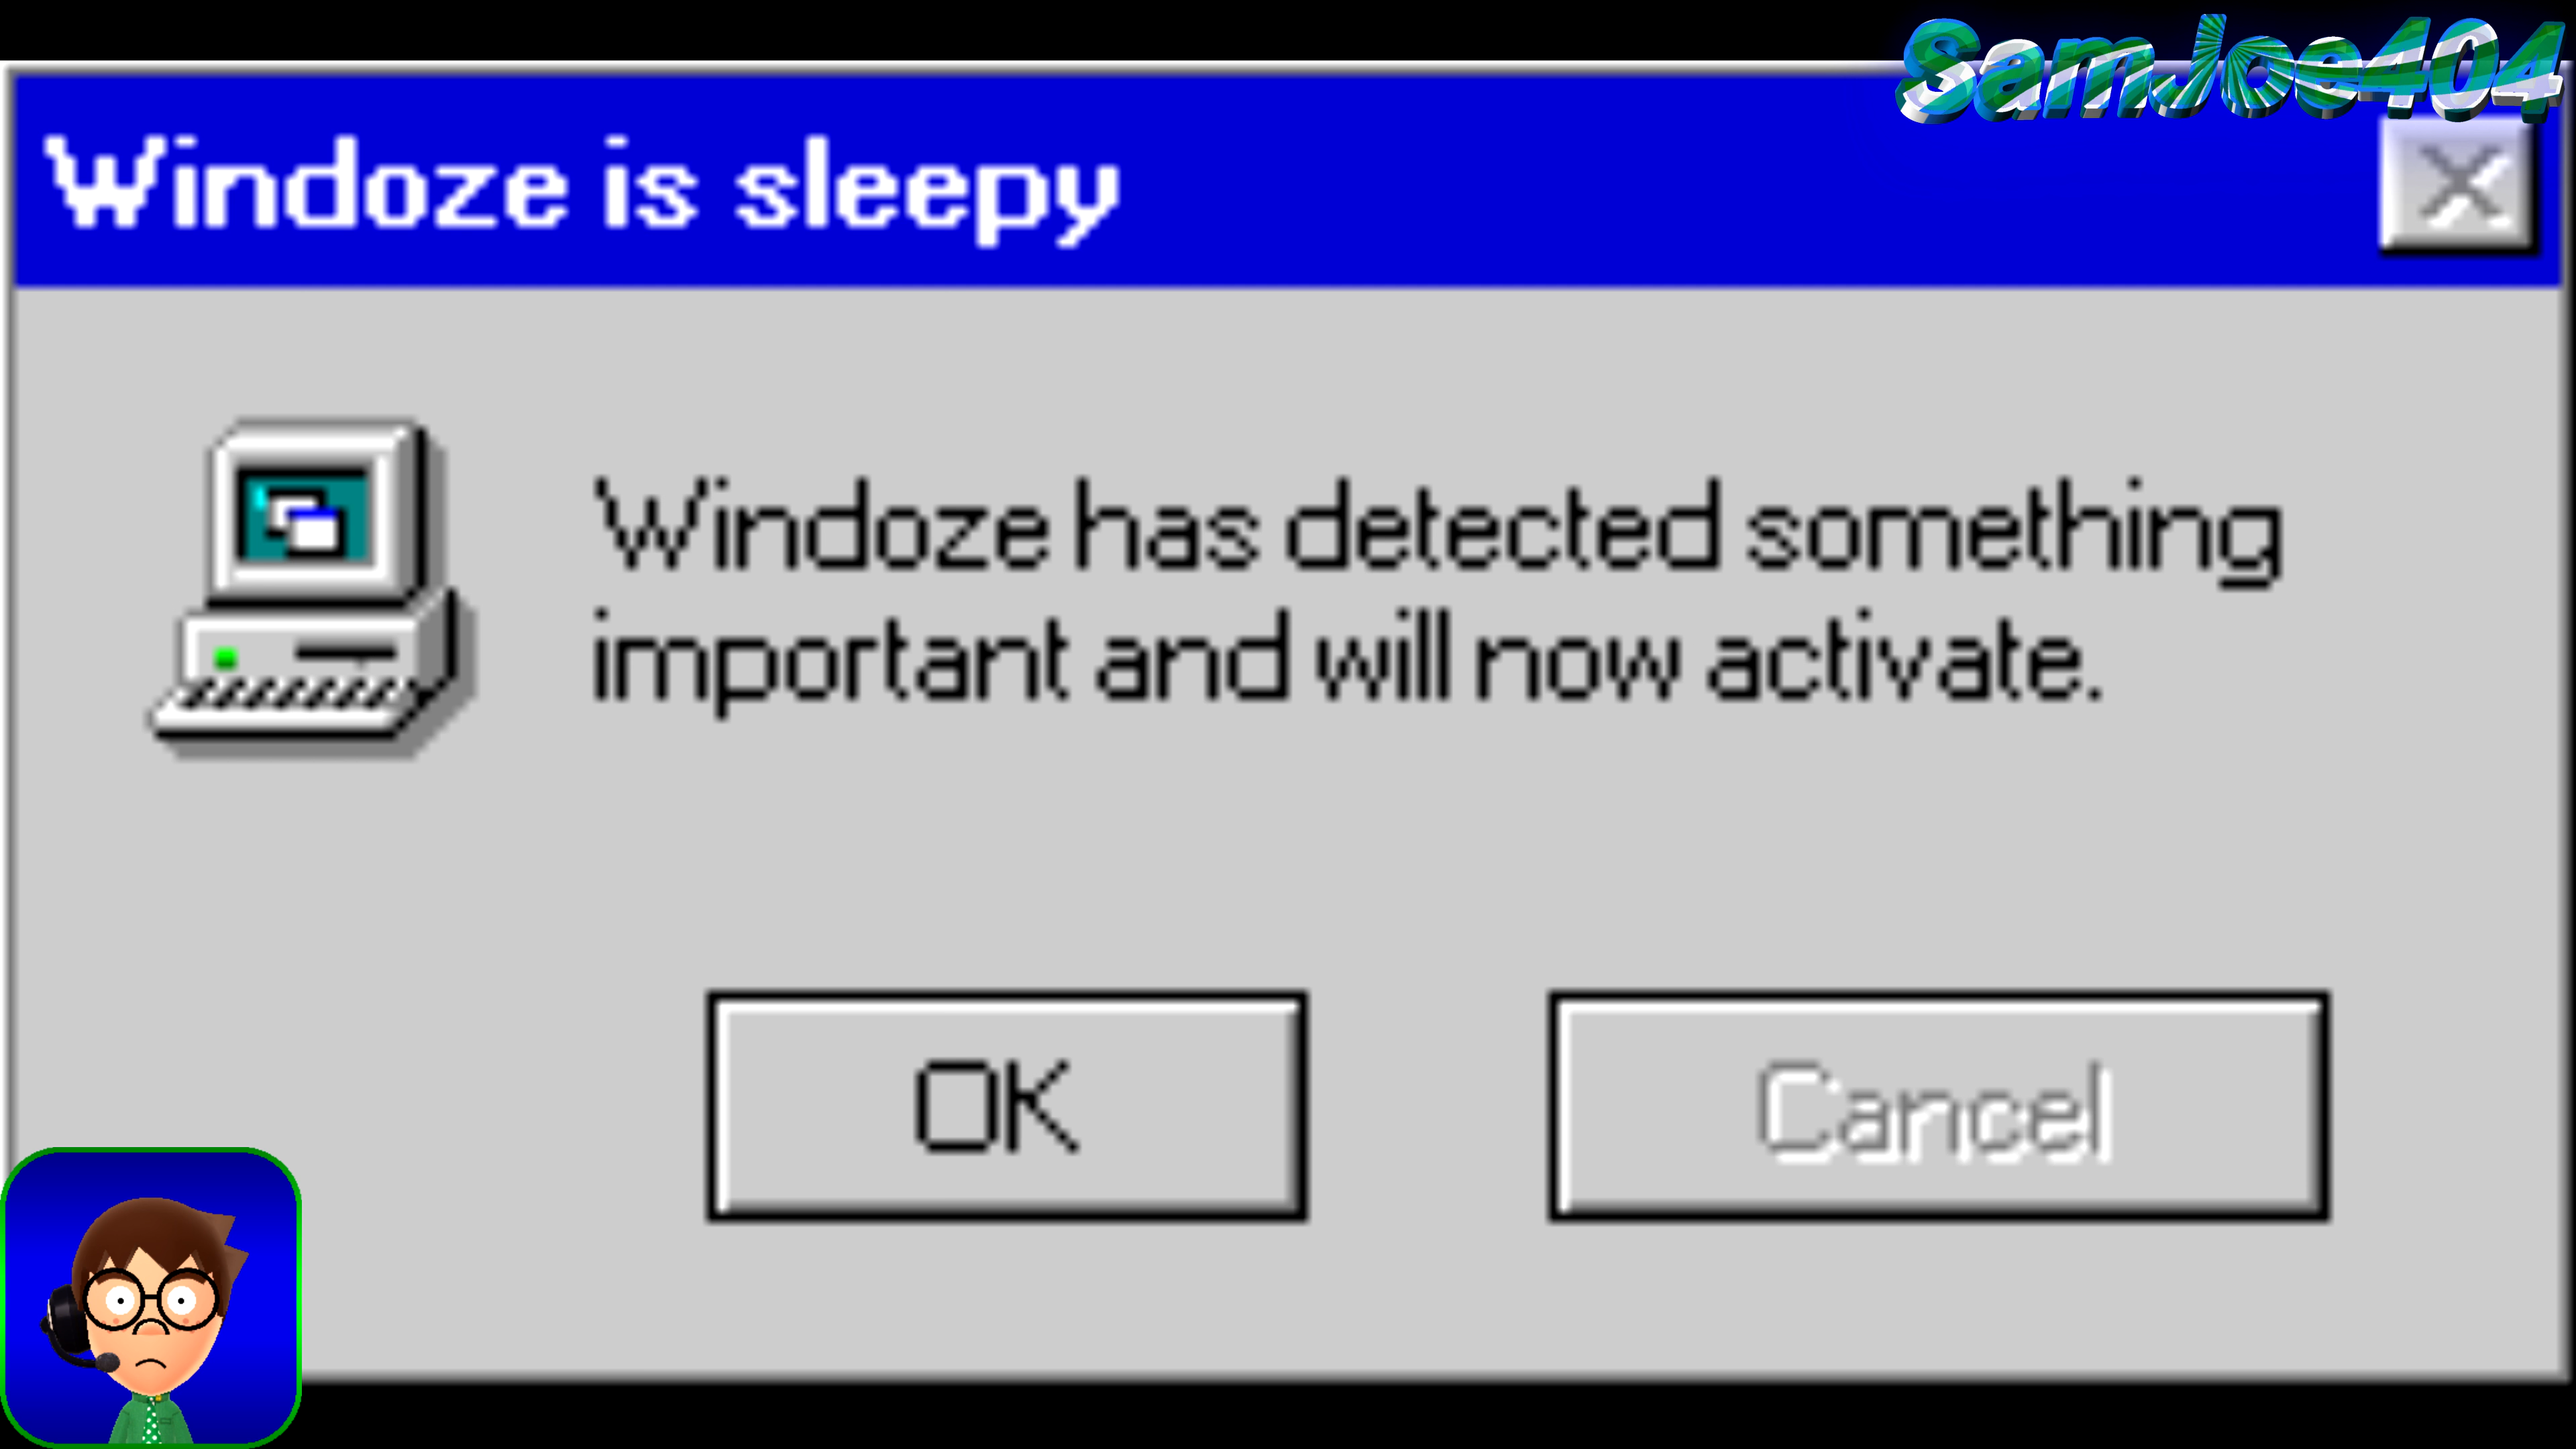 SamJoe404
Windoze is sleepy
Windoze has detected something
important and will now activate.
OK
Cancel